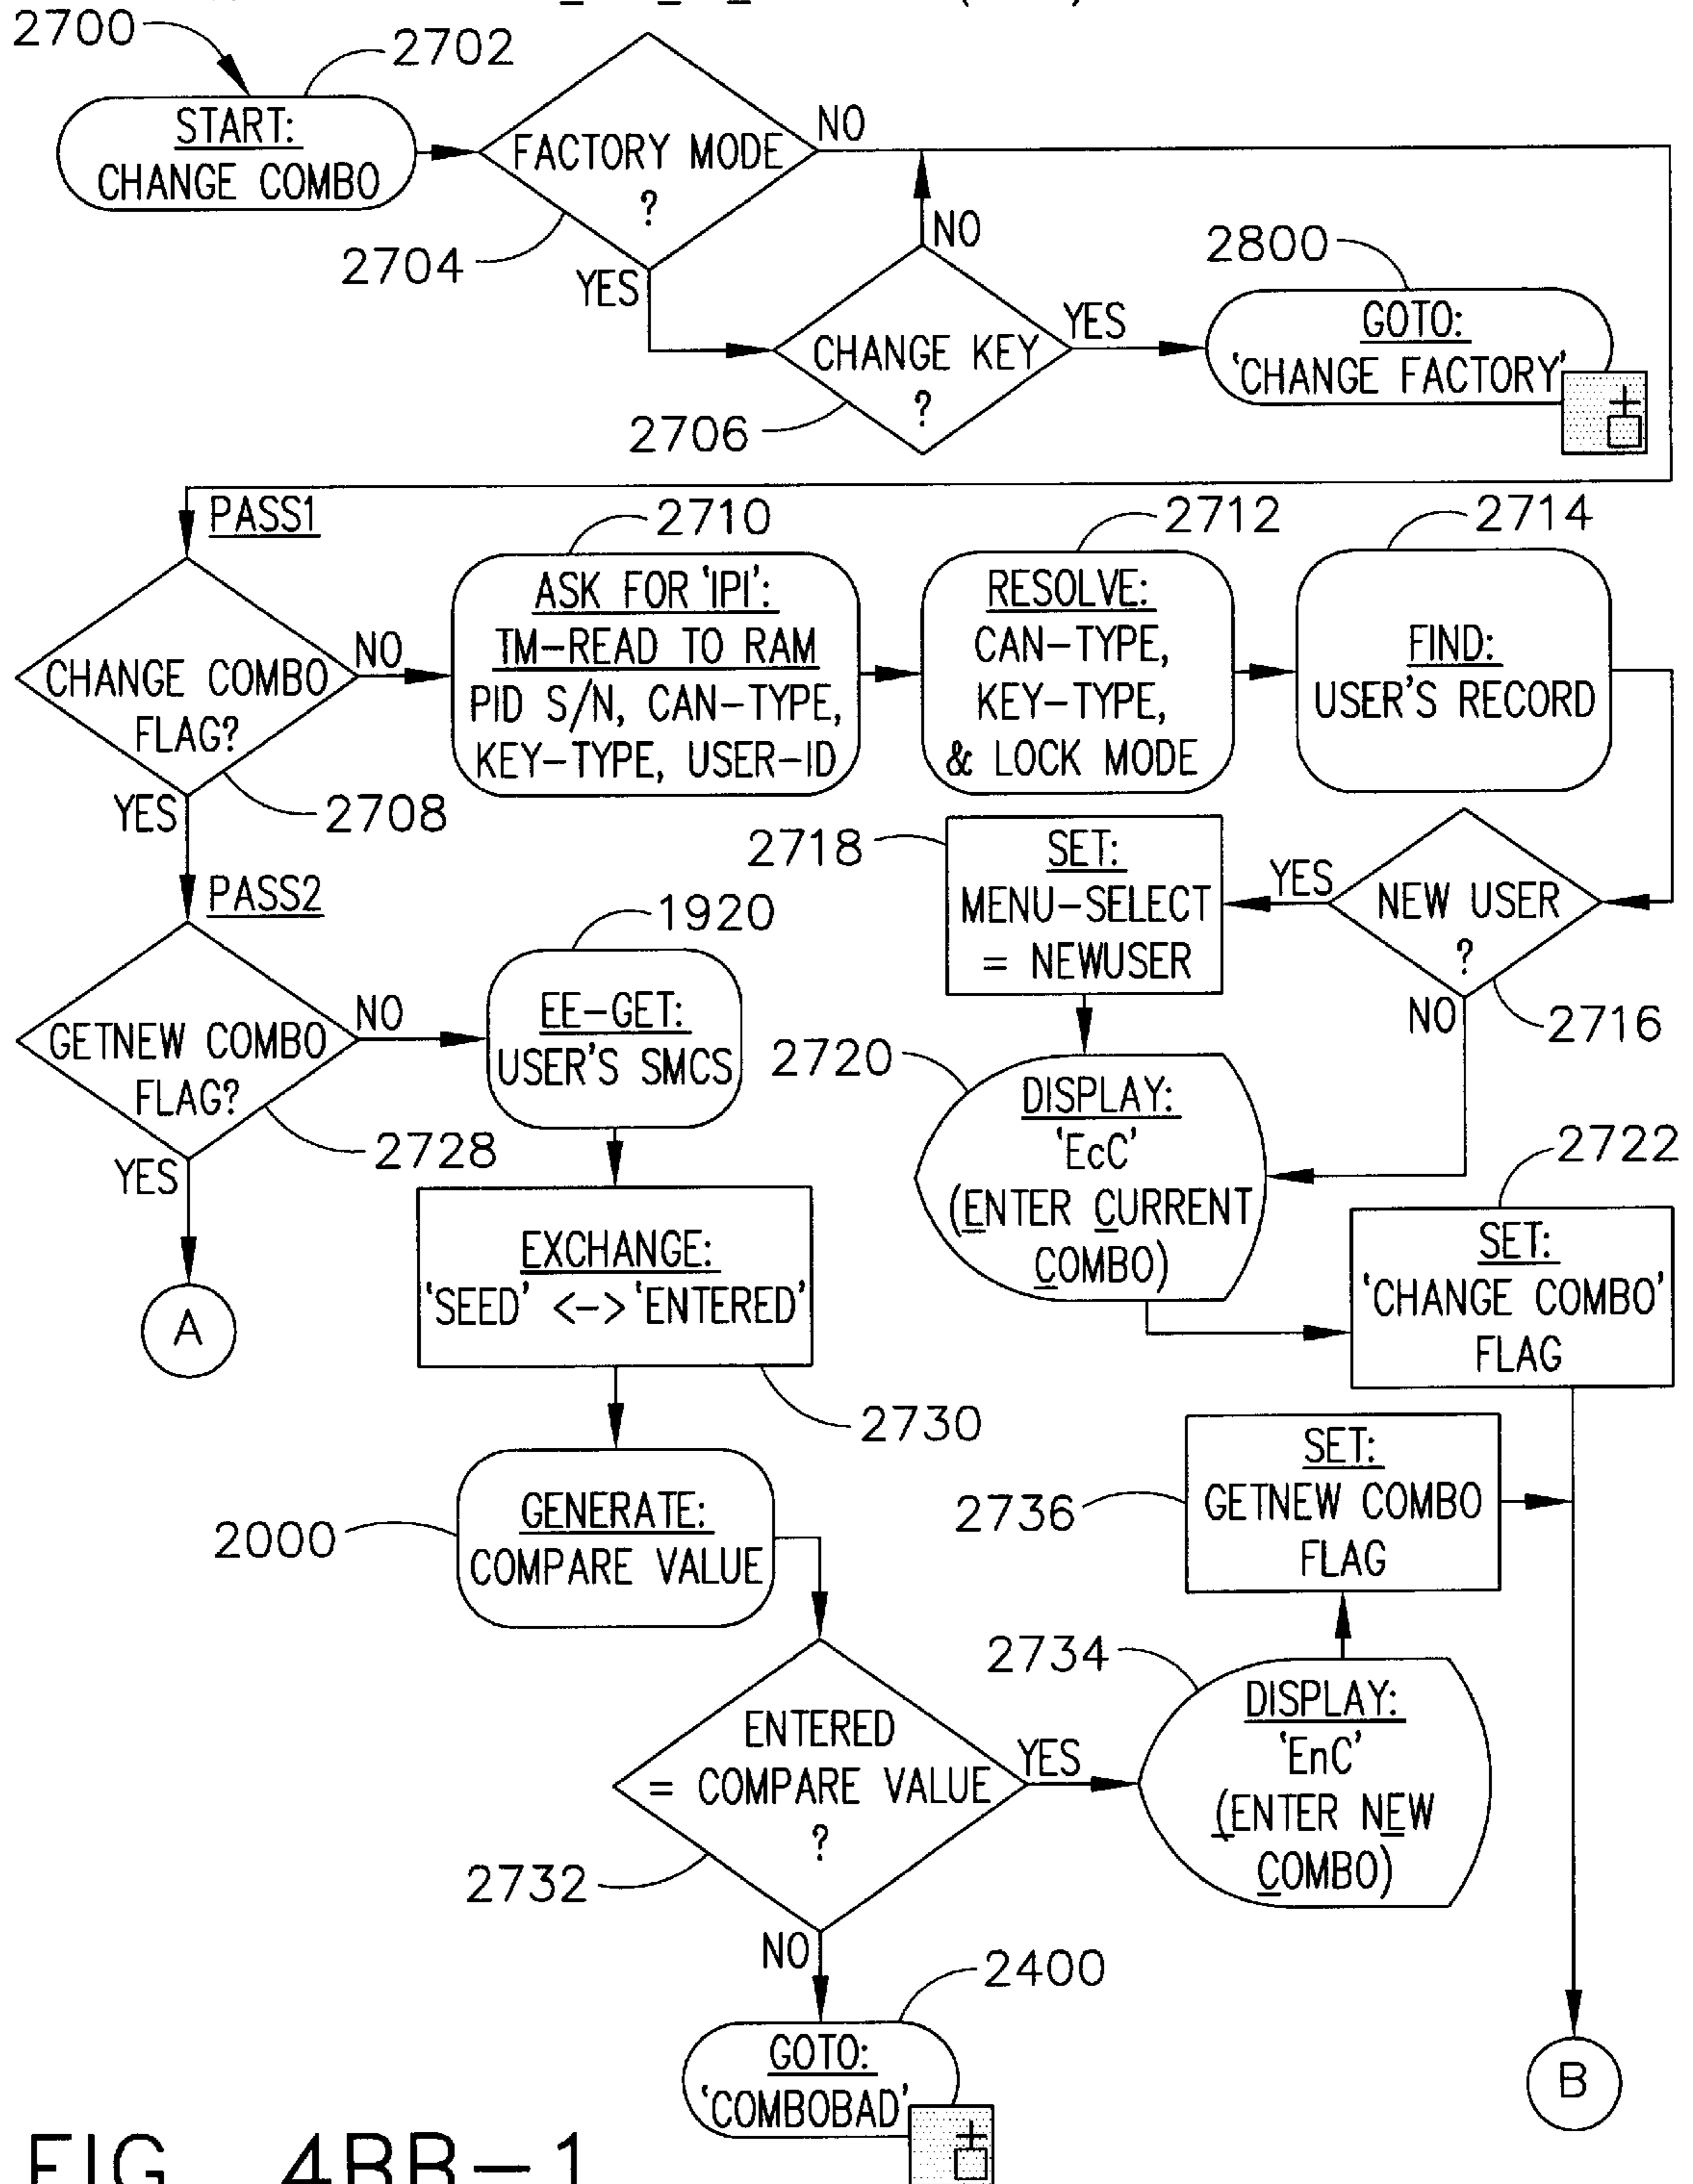 2700
2702
START:
CHANGE COMBO
FACTORY MODE
?
NO
2704
YES
NO
CHANGE KEY
?
YES
2706
2800
GOTO:
'CHANGE FACTORY'
PASS1
2710
2712
2714
CHANGE COMBO
FLAG?
NO
ASK FOR 'IPI':
TM-READ TO RAM
PID S/N, CAN-TYPE,
KEY-TYPE, USER-ID
RESOLVE:
CAN-TYPE,
KEY-TYPE,
& LOCK MODE
FIND:
USER'S RECORD
YES
2708
2718
SET:
MENU-SELECT
= NEWUSER
YES
NEW USER
?
NO
2716
PASS2
1920
GETNEW COMBO
FLAG?
NO
EE-GET:
USER'S SMCS
2720
DISPLAY:
'EcC'
(ENTER CURRENT
COMBO)
2728
YES
2722
SET:
'CHANGE COMBO'
FLAG
EXCHANGE:
'SEED' <-> 'ENTERED'
A
2730
2736
SET:
GETNEW COMBO
FLAG
2000
GENERATE:
COMPARE VALUE
2734
DISPLAY:
'EnC'
(ENTER NEW
COMBO)
ENTERED
= COMPARE VALUE
?
YES
2732
NO
2400
GOTO:
'COMBOBAD'
B
FIG. 4BB-1